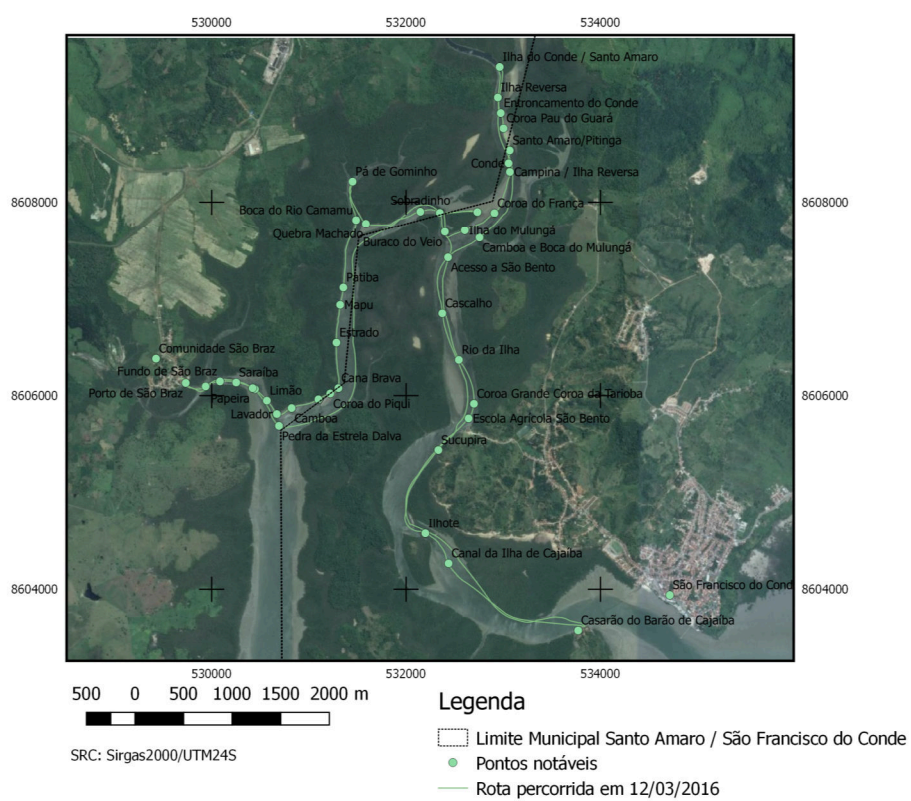 530000 532000 534000
Ilha do Conde / Santo Amaro
Ilha Reversa
Entroncamento do Conde
Coroa Pau do Guará
Santo Amaro/Pitinga
Conde
Campina / Ilha Reversa
Pá de Gominho
8608000 8608000
Sobradinho
Coroa do França
Boca do Rio Camamu
Quebra Machado
Ilha do Mulungá
Buraco do Veio
Camboa e Boca do Mulungá
Acesso a São Bento
Patiba
Mapu
Cascalho
Estrado
Comunidade São Braz
Rio da Ilha
Fundo de São Braz
Saraíba
Cana Brava
Porto de São Braz
Papeira
Limão
8606000 8606000
Coroa Grande Coroa da Tarioba
Coroa do Piqui
Lavador
Camboa
Escola Agrícola São Bento
Pedra da Estrela Dalva
Sucupira
Ilhote
Canal da Ilha de Cajaíba
8604000 8604000
São Francisco do Cond
Casarão do Barão de Cajaíba
530000 532000 534000
500 0 500 1000 1500 2000 m
SRC: Sirgas2000/UTM24S
Legenda
Limite Municipal Santo Amaro / São Francisco do Conde
Pontos notáveis
Rota percorrida em 12/03/2016